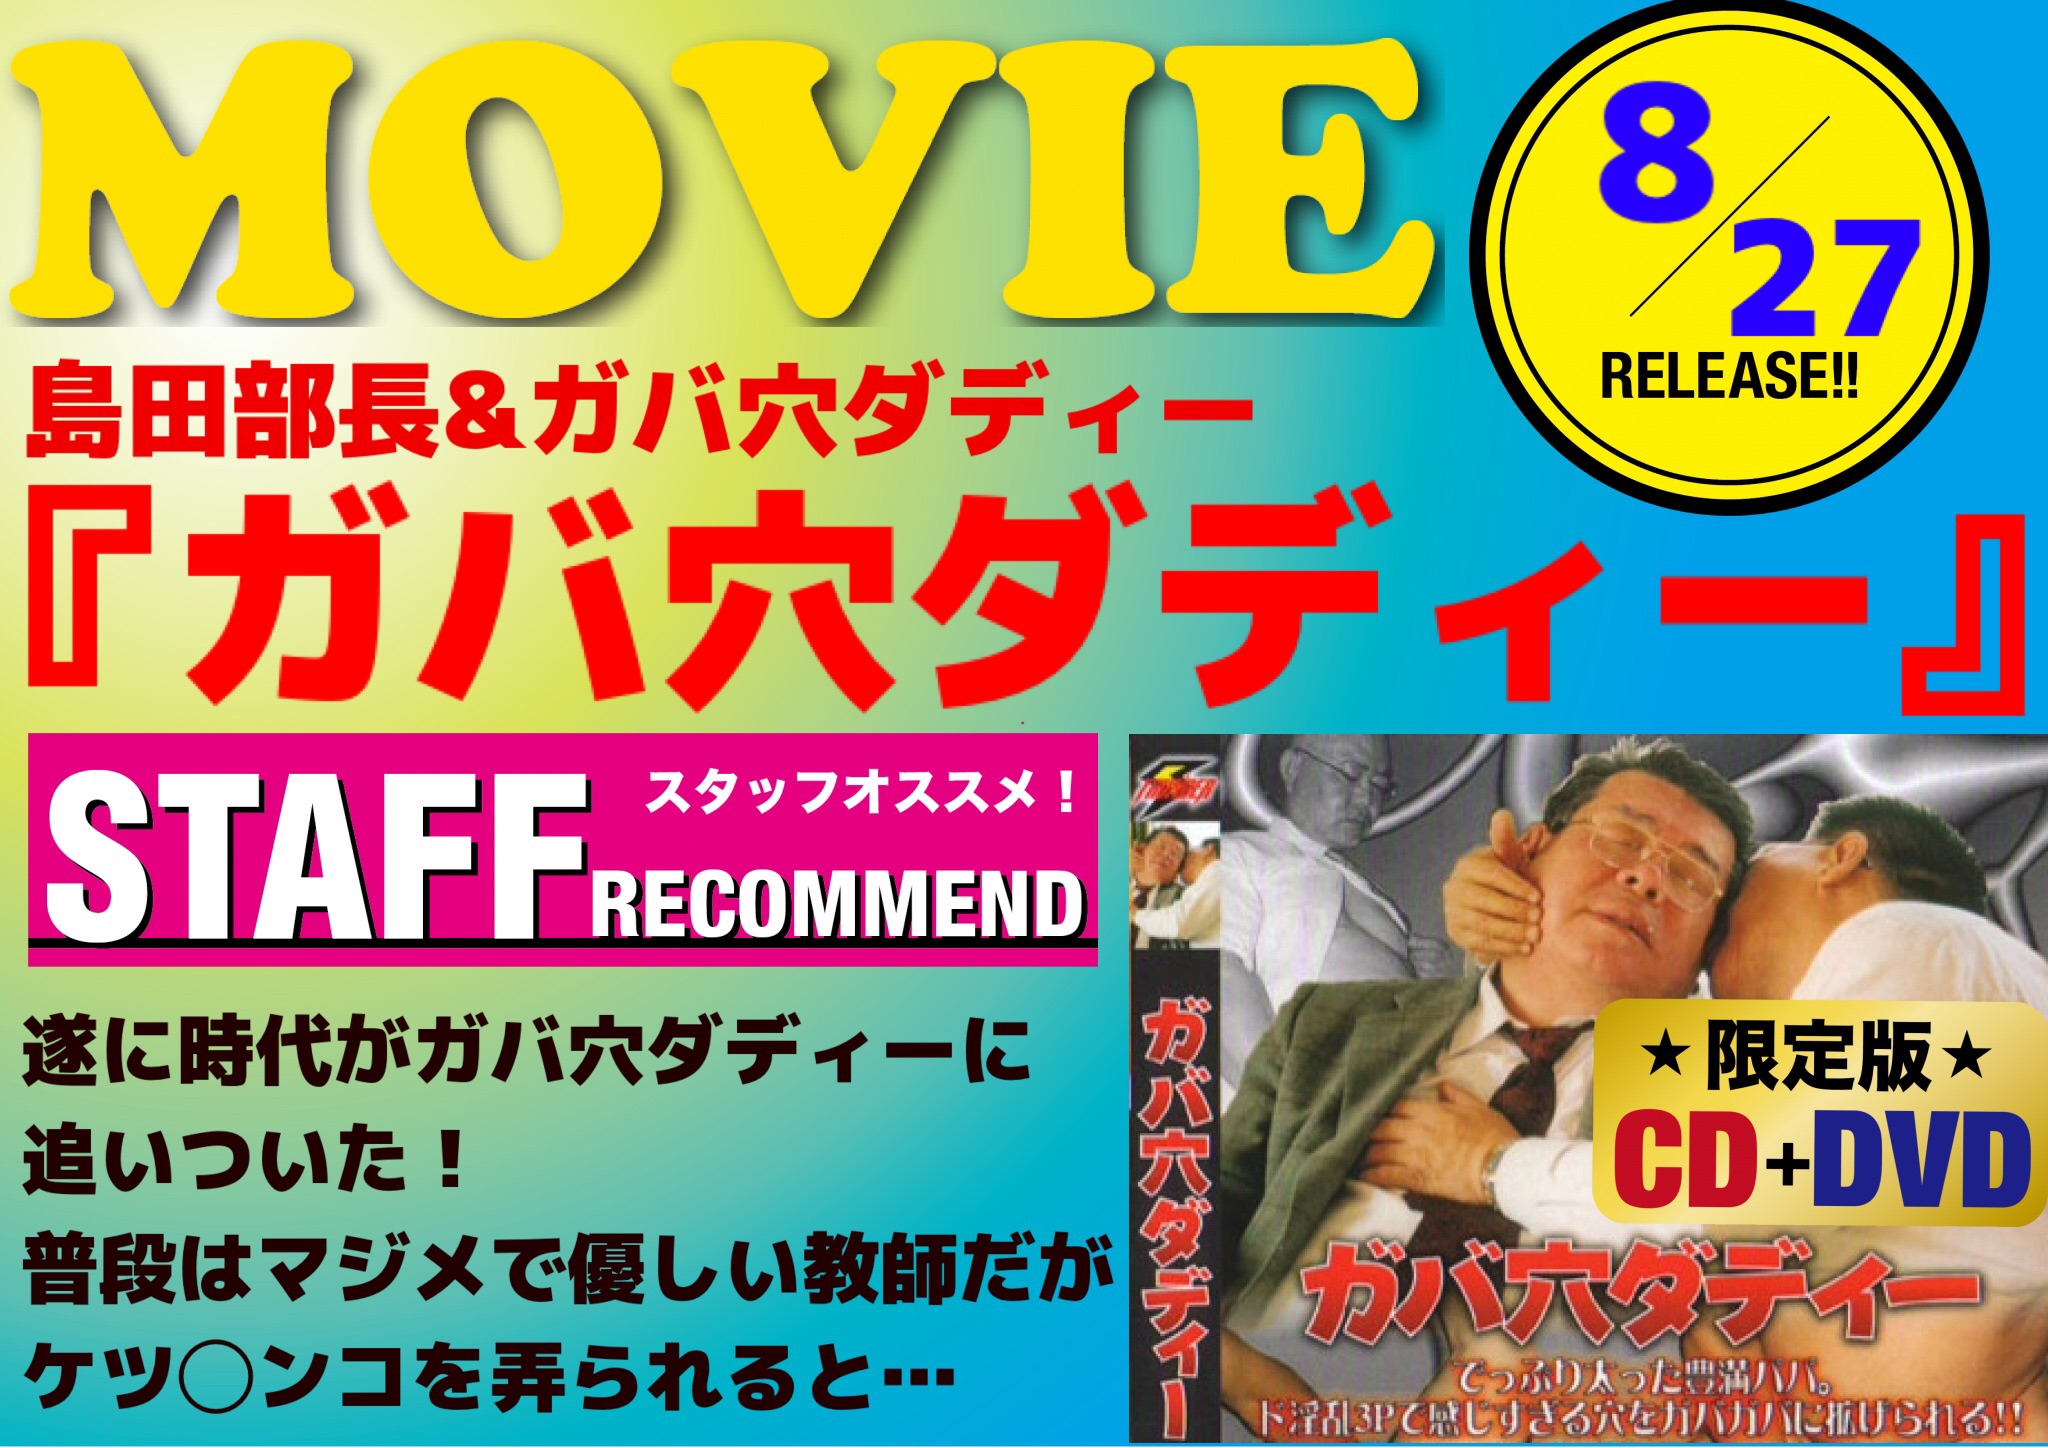 MOVIE
8/27
RELEASE!!
島田部長&ガバ穴ダディー
『ガバ穴ダディー』
STAFF
スタッフオススメ！
RECOMMEND
遂に時代がガバ穴ダディーに
追いついた！
普段はマジメで優しい教師だが
ケツ◯ンコを弄られると…
ガバ穴ダディー
★限定版★
CD+DVD
ガバ穴ダディー
でっぷり太った豊満パパ。
ド淫乱3Pで感じすぎる穴をガバガバに拡げられる!!